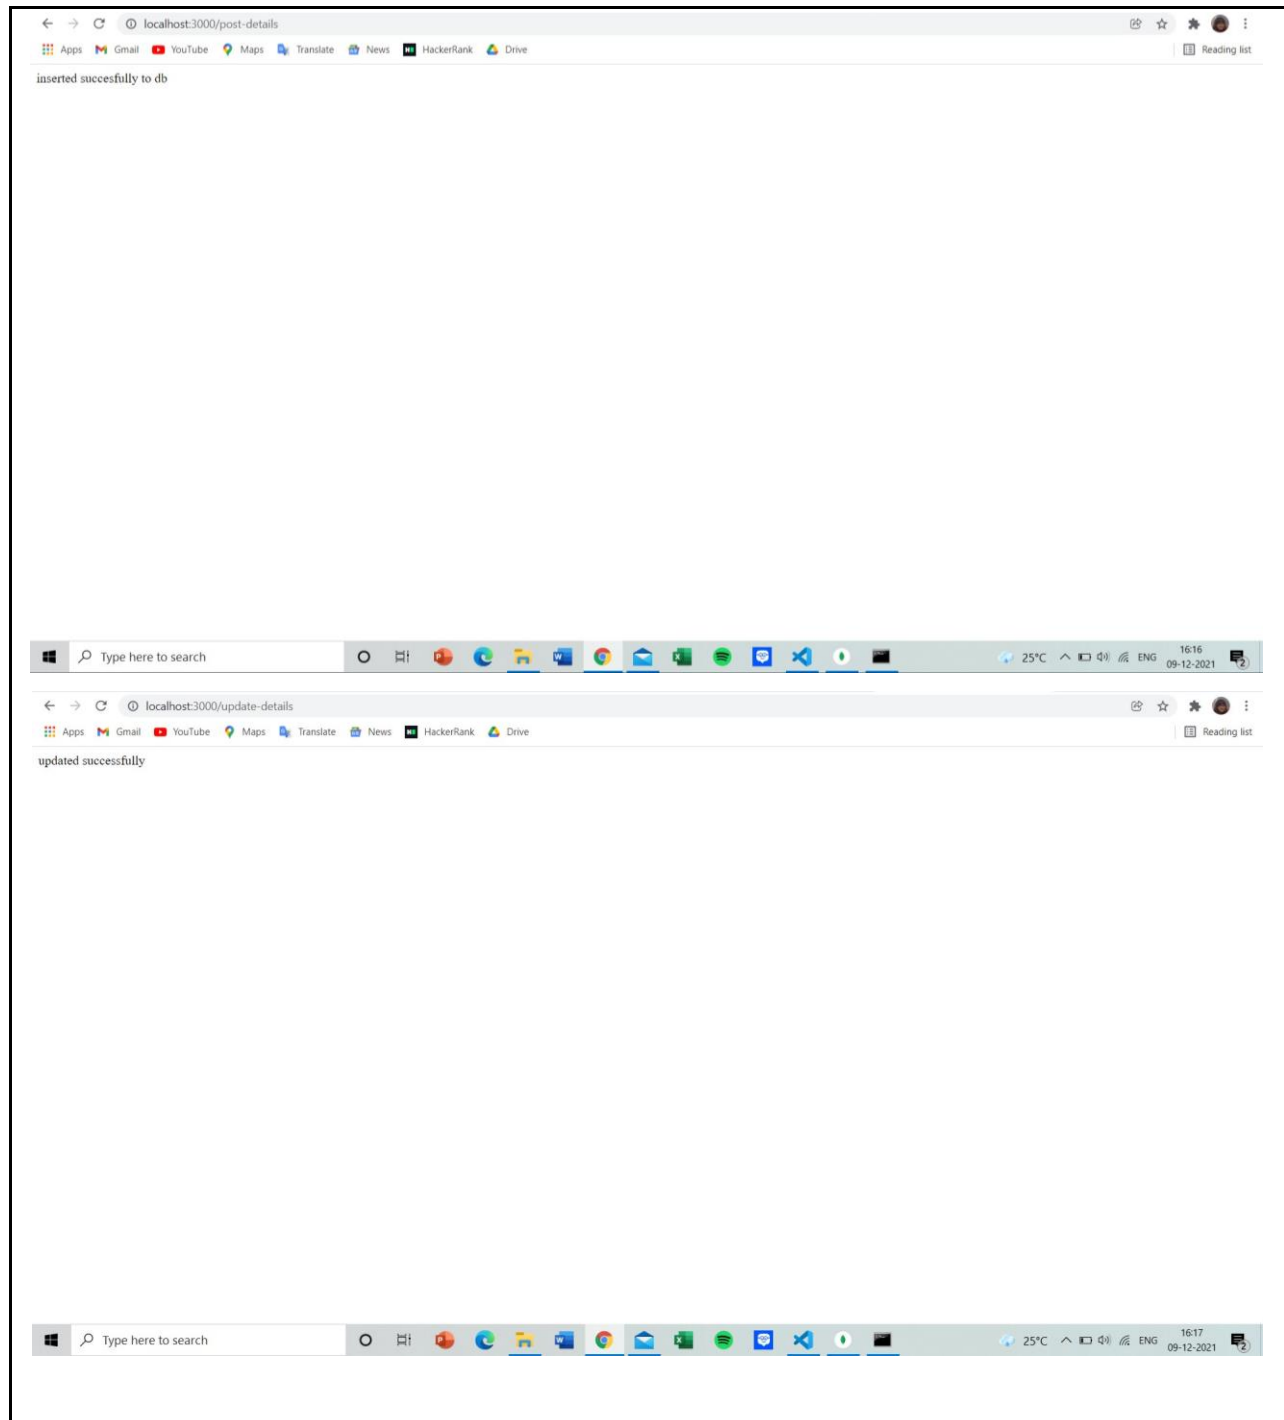 localhost:3000/post-details
Apps Gmail YouTube Maps Translate News HackerRank Drive Reading list
inserted succesfully to db
Type here to search 25°C ENG 16:16
09-12-2021 2
localhost:3000/update-details
Apps Gmail YouTube Maps Translate News HackerRank Drive Reading list
updated successfully
Type here to search 25°C ENG 16:17
09-12-2021 2